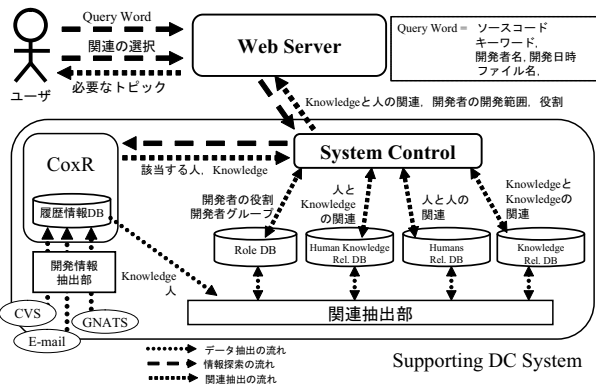 Query Word
関連の選択
必要なトピック
ユーザ
Web Server
Query Word = ソースコード
キーワード,
開発者名, 開発日時
ファイル名,
Knowledgeと人の関連, 開発者の開発範囲, 役割
CoxR
履歴情報DB
該当する人, Knowledge
System Control
開発者の役割
開発者グループ
人と
Knowledge
の関連
人と人の
関連
Knowledgeと
Knowledgeの
関連
Role DB
Human Knowledge
Rel. DB
Humans
Rel. DB
Knowledge
Rel. DB
開発情報
抽出部
Knowledge
人
関連抽出部
CVS
GNATS
E-mail
データ抽出の流れ
情報探索の流れ
関連抽出の流れ
Supporting DC System